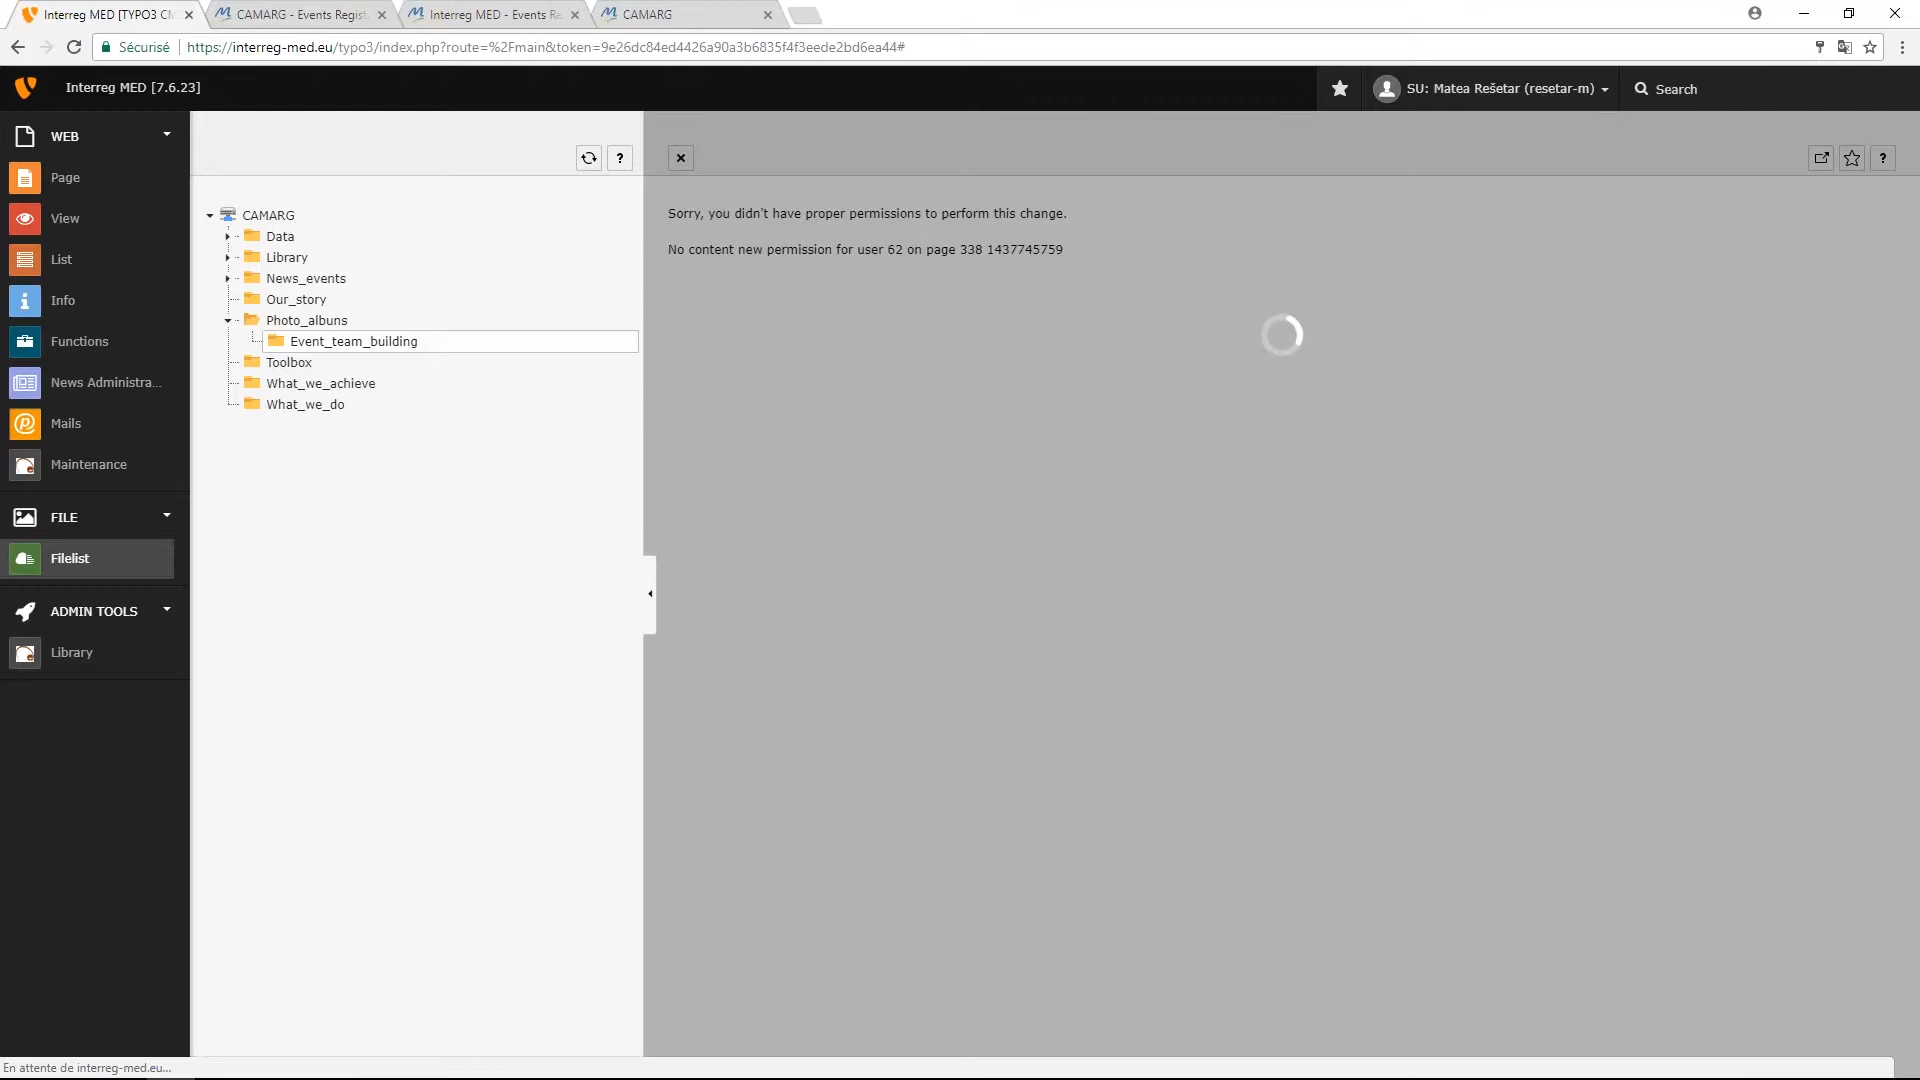 Interreg MED [TYPO3 CM
CAMARG - Events Regist
Interreg MED - Events Re
CAMARG
Sécurisé
https://interreg-med.eu/typo3/index.php?route=%2Fmain&token=9e26dc84ed4426a90a3b6835f4f3eede2bd6ea44#
Interreg MED [7.6.23]
SU: Matea Rešetar (resetar-m)
Search
WEB
Page
View
List
Info
Functions
News Administra...
Mails
Maintenance
FILE
Filelist
ADMIN TOOLS
Library
?
CAMARG
Data
Library
News_events
Our_story
Photo_albuns
Event_team_building
Toolbox
What_we_achieve
What_we_do
?
Sorry, you didn't have proper permissions to perform this change.
No content new permission for user 62 on page 338 1437745759
En attente de interreg-med.eu...